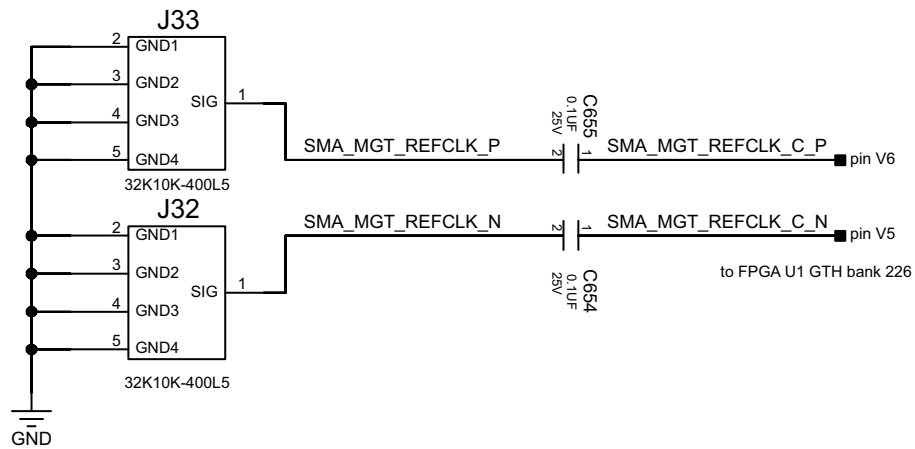 J33
2 GND1
3 GND2
SIG 1
4 GND3
5 GND4
32K10K-400L5
SMA_MGT_REFCLK_P
C655
0.1UF
25V
2 1
SMA_MGT_REFCLK_C_P
pin V6
J32
2 GND1
3 GND2
SIG 1
4 GND3
5 GND4
32K10K-400L5
SMA_MGT_REFCLK_N
2 1
C654
0.1UF
25V
SMA_MGT_REFCLK_C_N
pin V5
to FPGA U1 GTH bank 226
GND